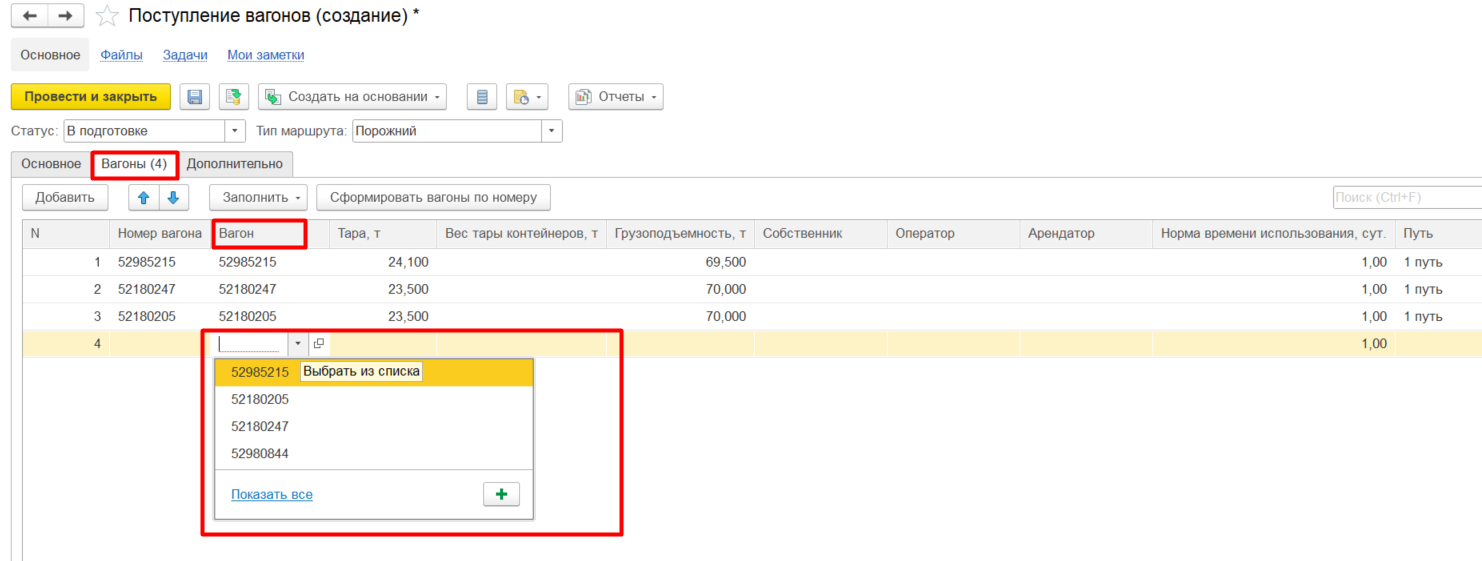 Поступление вагонов (создание) *
Основное Файлы Задачи Мои заметки
Провести и закрыть Создать на основании Отчеты
Статус: В подготовке Тип маршрута: Порожний
Основное Вагоны (4) Дополнительно
Добавить Заполнить Сформировать вагоны по номеру Поиск (Ctrl+F)
N Номер вагона Вагон Тара, т Вес тары контейнеров, т Грузоподъемность, т Собственник Оператор Арендатор Норма времени использования, сут. Путь
1 52985215 52985215 24,100 69,500 1,00 1 путь
2 52180247 52180247 23,500 70,000 1,00 1 путь
3 52180205 52180205 23,500 70,000 1,00 1 путь
4 1,00
52985215 Выбрать из списка
52180205
52180247
52980844
Показать все